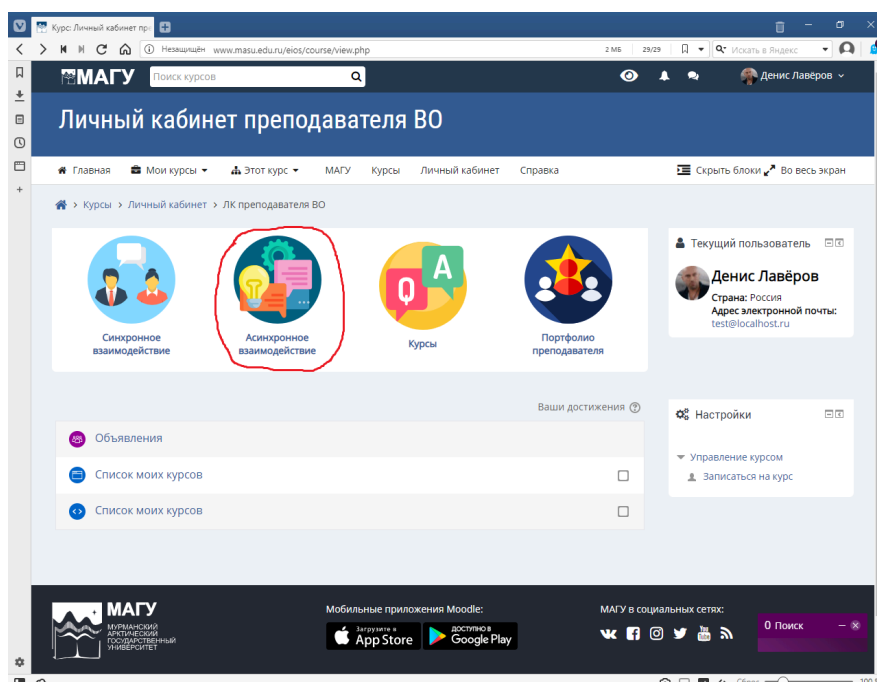 Курс: Личный кабинет пре
Незащищён www.masu.edu.ru/eios/course/view.php 2 МБ 29/29 Искать в Яндекс
МАГУ Поиск курсов Денис Лавёров
Личный кабинет преподавателя ВО
Главная Мои курсы Этот курс МАГУ Курсы Личный кабинет Справка Скрыть блоки Во весь экран
Курсы > Личный кабинет > ЛК преподавателя ВО
Синхронное взаимодействие
Асинхронное взаимодействие
Q A
Курсы
Портфолио преподавателя
Текущий пользователь
Денис Лавёров
Страна: Россия
Адрес электронной почты:
test@localhost.ru
Ваши достижения
Объявления
Список моих курсов
Список моих курсов
Настройки
Управление курсом
Записаться на курс
МАГУ
МУРМАНСКИЙ
АРКТИЧЕСКИЙ
ГОСУДАРСТВЕННЫЙ
УНИВЕРСИТЕТ
Мобильные приложения Moodle:
Загрузите в
App Store
ДОСТУПНО В
Google Play
МАГУ в социальных сетях:
You Tube
0 Поиск